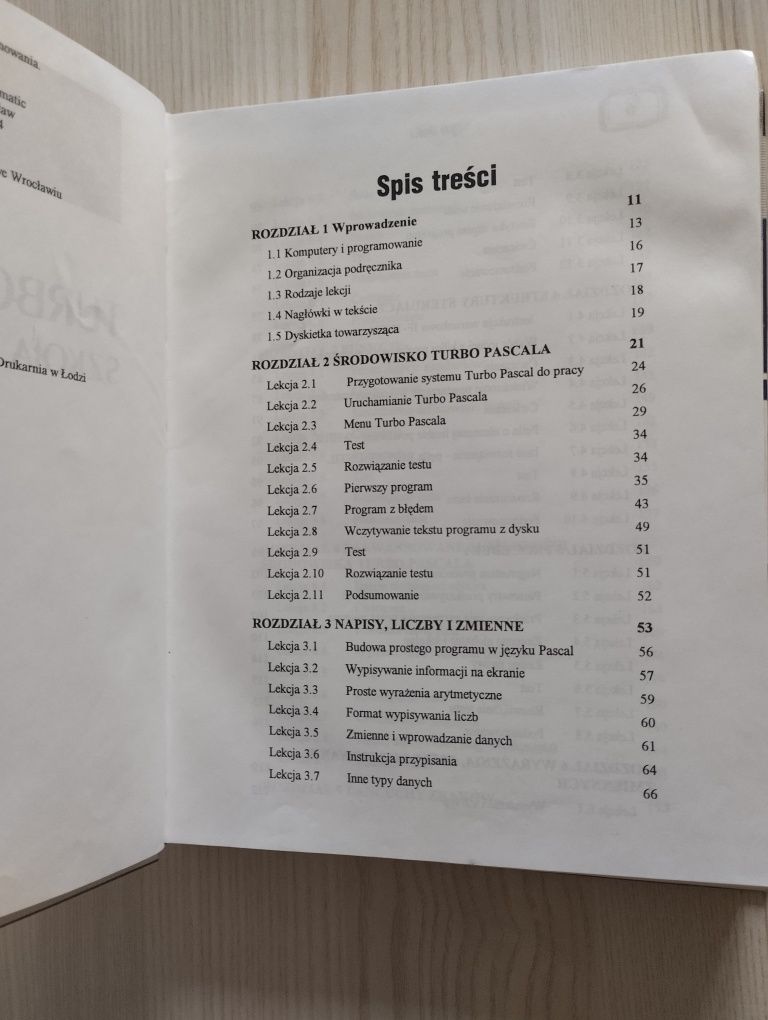 nowania.
matic
aw
4
we Wrocławiu
Drukarnia w Łodzi
Spis treści
ROZDZIAŁ 1 Wprowadzenie 11
1.1 Komputery i programowanie 13
1.2 Organizacja podręcznika 16
1.3 Rodzaje lekcji 17
1.4 Nagłówki w tekście 18
1.5 Dyskietka towarzysząca 19
ROZDZIAŁ 2 ŚRODOWISKO TURBO PASCALA 21
Lekcja 2.1 Przygotowanie systemu Turbo Pascal do pracy 24
Lekcja 2.2 Uruchamianie Turbo Pascala 26
Lekcja 2.3 Menu Turbo Pascala 29
Lekcja 2.4 Test 34
Lekcja 2.5 Rozwiązanie testu 34
Lekcja 2.6 Pierwszy program 35
Lekcja 2.7 Program z błędem 43
Lekcja 2.8 Wczytywanie tekstu programu z dysku 49
Lekcja 2.9 Test 51
Lekcja 2.10 Rozwiązanie testu 51
Lekcja 2.11 Podsumowanie 52
ROZDZIAŁ 3 NAPISY, LICZBY I ZMIENNE 53
Lekcja 3.1 Budowa prostego programu w języku Pascal 56
Lekcja 3.2 Wypisywanie informacji na ekranie 57
Lekcja 3.3 Proste wyrażenia arytmetyczne 59
Lekcja 3.4 Format wypisywania liczb 60
Lekcja 3.5 Zmienne i wprowadzanie danych 61
Lekcja 3.6 Instrukcja przypisania 64
Lekcja 3.7 Inne typy danych 66